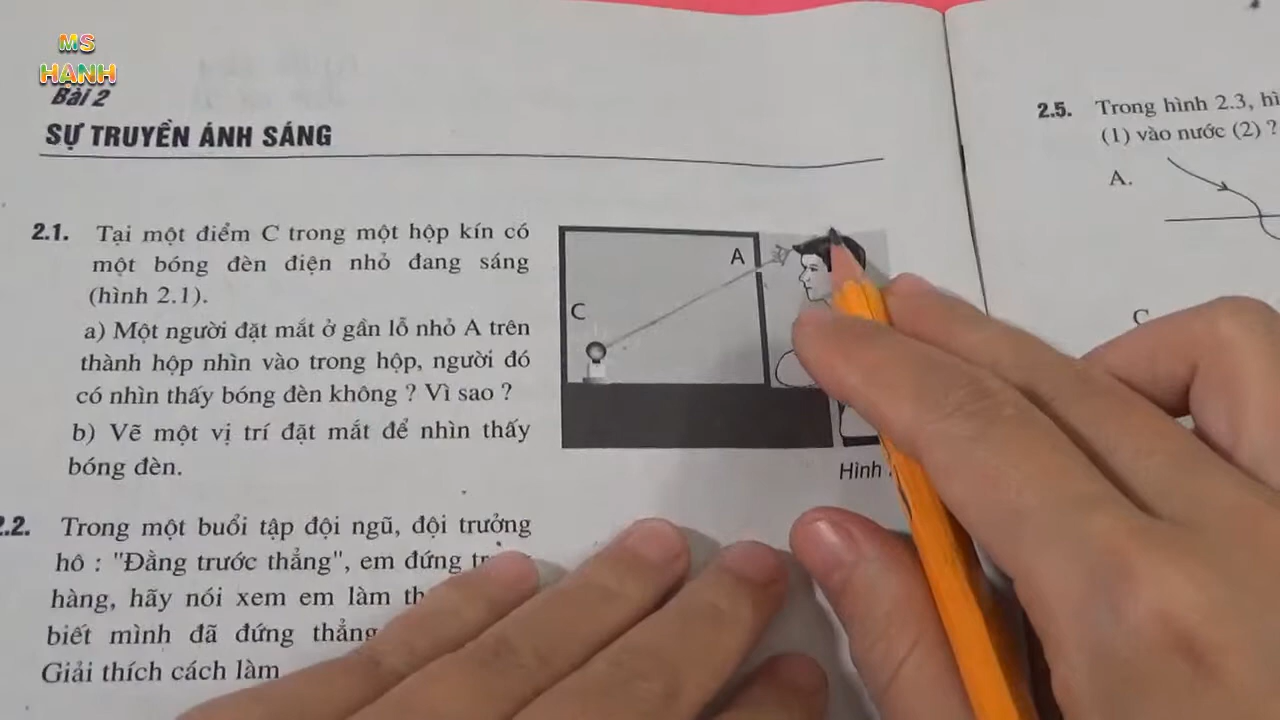 MS
HẠNH
Bài 2
SỰ TRUYỀN ÁNH SÁNG
2.1. Tại một điểm C trong một hộp kín có
một bóng đèn điện nhỏ đang sáng
(hình 2.1).
a) Một người đặt mắt ở gần lỗ nhỏ A trên
thành hộp nhìn vào trong hộp, người đó
có nhìn thấy bóng đèn không ? Vì sao ?
b) Vẽ một vị trí đặt mắt để nhìn thấy
bóng đèn.
A
C
Hình
2.2. Trong một buổi tập đội ngũ, đội trưởng
hô : "Đằng trước thẳng", em đứng
hàng, hãy nói xem em làm
biết mình đã đứng thẳng
Giải thích cách làm
2.5. Trong hình 2.3,
(1) vào nước (2) ?
A.
C